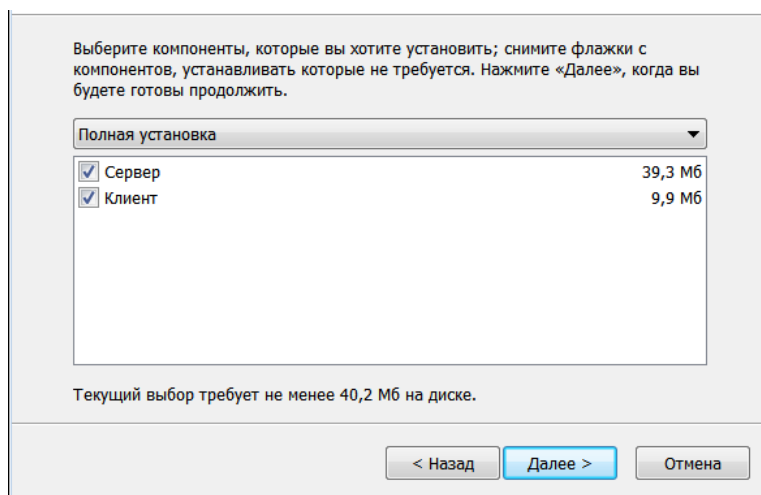 Выберите компоненты, которые вы хотите установить; снимите флажки с
компонентов, устанавливать которые не требуется. Нажмите «Далее», когда вы
будете готовы продолжить.
Полная установка
Сервер 39,3 Мб
Клиент 9,9 Мб
Текущий выбор требует не менее 40,2 Мб на диске.
< Назад Далее > Отмена